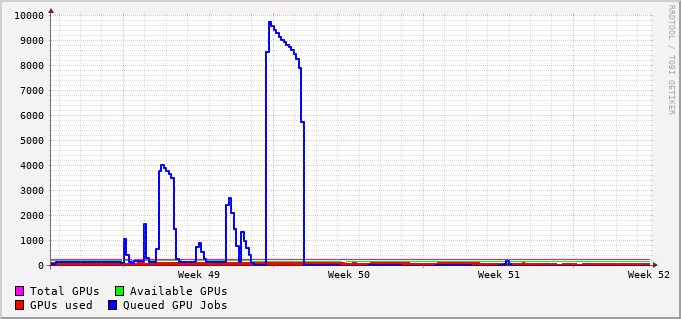 10000
9000
8000
7000
6000
5000
4000
3000
2000
1000
0
Week 49 Week 50 Week 51 Week 52
Total GPUs Available GPUs
GPUs used Queued GPU Jobs
RRDTOOL / TOBI OETIKER